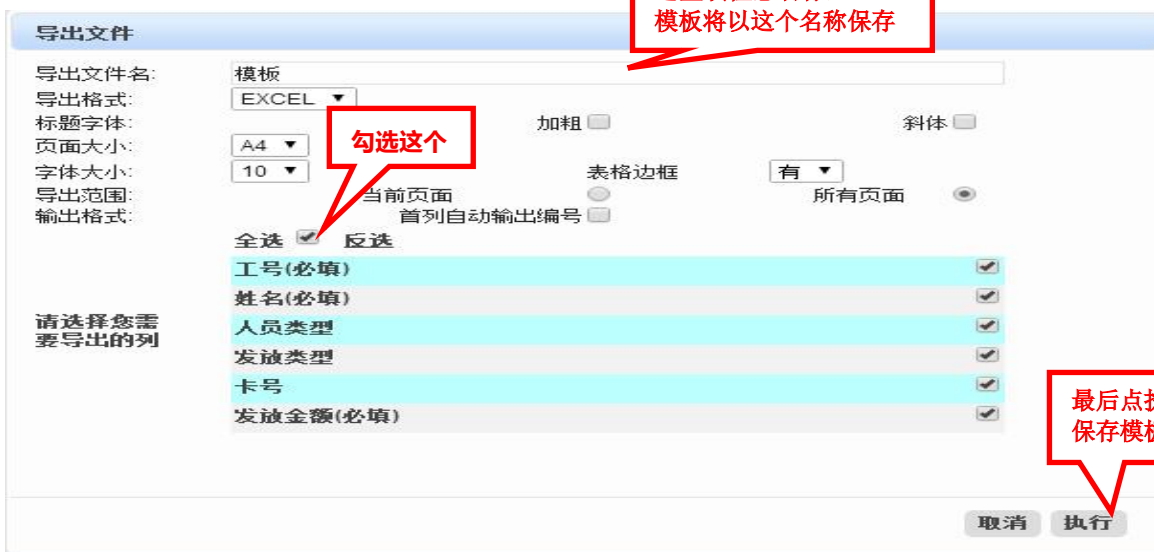 模板将以这个名称保存
导出文件
导出文件名: 模板
导出格式: EXCEL
标题字体: 加粗 斜体
页面大小: A4
勾选这个
字体大小: 10 表格边框 有
导出范围: 当前页面 所有页面
输出格式: 首列自动输出编号
全选 反选
工号(必填)
姓名(必填)
请选择您需
要导出的列
人员类型
发放类型
卡号
发放金额(必填)
最后点
保存模
取消 执行